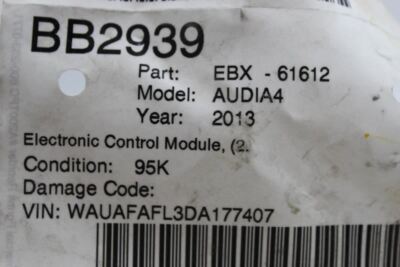 BB2939
Part: EBX - 61612
Model: AUDIA4
Year: 2013
Electronic Control Module, (2.
Condition: 95K
Damage Code:
VIN: WAUAFAFL3DA177407